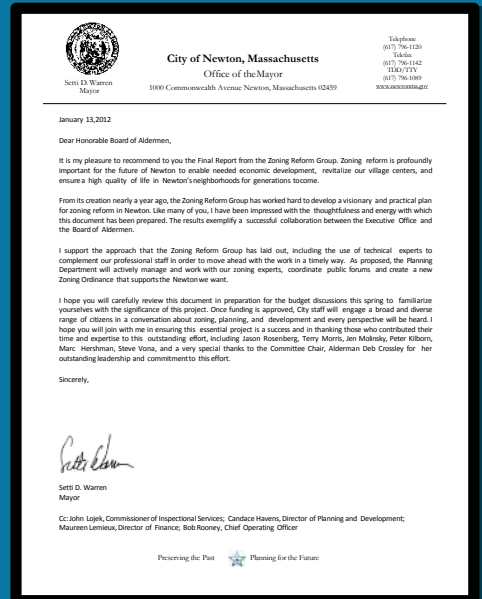 City of Newton, Massachusetts
Office of theMayor
1000 Commonwealth Avenue Newton, Massachusetts 02459
Setti D. Warren
Mayor
Telephone
(617) 796-1120
Telefax
(617) 796-1142
TDD/TTY
(617) 796-1089
January 13,2012
Dear Honorable Board of Aldermen,
It is my pleasure to recommend to you the Final Report from the Zoning Reform Group. Zoning reform is profoundly
important for the future of Newton to enable needed economic development, revitalize our village centers, and
ensure a high quality of life in Newton's neighborhoods for generations tocome.
From its creation nearly a year ago, the Zoning Reform Group has worked hard to develop a visionary and practical plan
for zoning reform in Newton. Like many of you, I have been impressed with the thoughtfulness and energy with which
this document has been prepared. The results exemplify a successful collaboration between the Executive Office and
the Board of Aldermen.
I support the approach that the Zoning Reform Group has laid out, including the use of technical experts to
complement our professional staff in order to move ahead with the work in a timely way. As proposed, the Planning
Department will actively manage and work with our zoning experts, coordinate public forums and create a new
Zoning Ordinance that supports the Newton we want.
I hope you will carefully review this document in preparation for the budget discussions this spring to familiarize
yourselves with the significance of this project. Once funding is approved, City staff will engage a broad and diverse
range of citizens in a conversation about zoning, planning, and development and every perspective will be heard. I
hope you will join with me in ensuring this essential project is a success and in thanking those who contributed their
time and expertise to this outstanding effort, including Jason Rosenberg, Terry Morris, Jen Molinsky, Peter Kilborn,
Marc Hershman, Steve Vona, and a very special thanks to the Committee Chair, Alderman Deb Crossley for her
outstanding leadership and commitment to this effort.
Sincerely,
Setti D. Warren
Mayor
Cc: John Lojek, Commissioner of Inspectional Services; Candace Havens, Director of Planning and Development;
Maureen Lemieux, Director of Finance; Bob Rooney, Chief Operating Officer
Preserving the Past Planning for the Future